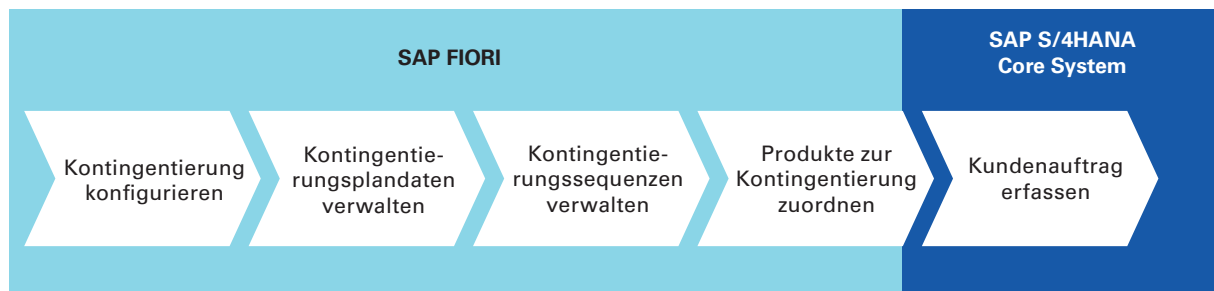 SAP FIORI
SAP S/4HANA
Core System
Kontingentierung
konfigurieren
Kontingentie-
rungsplandaten
verwalten
Kontingentie-
rungssequenzen
verwalten
Produkte zur
Kontingentierung
zuordnen
Kundenauftrag
erfassen